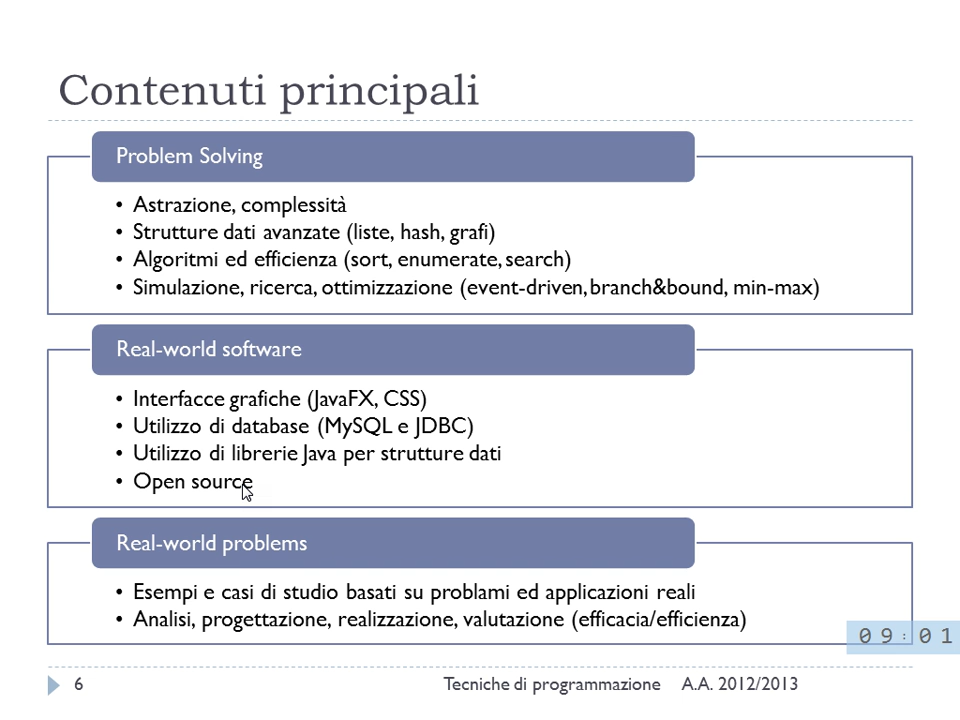 Contenuti principali
Problem Solving
• Astrazione, complessità
• Strutture dati avanzate (liste, hash, grafi)
• Algoritmi ed efficienza (sort, enumerate, search)
• Simulazione, ricerca, ottimizzazione (event-driven, branch&bound, min-max)
Real-world software
• Interfacce grafiche (JavaFX, CSS)
• Utilizzo di database (MySQL e JDBC)
• Utilizzo di librerie Java per strutture dati
• Open source
Real-world problems
• Esempi e casi di studio basati su problami ed applicazioni reali
• Analisi, progettazione, realizzazione, valutazione (efficacia/efficienza)
09:01
6 Tecniche di programmazione A.A. 2012/2013